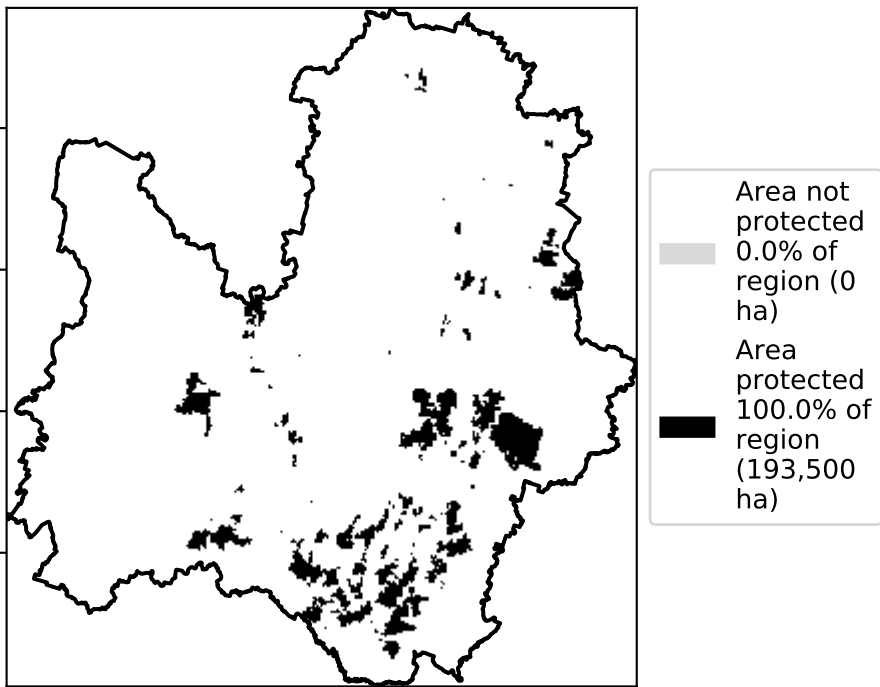 Area not
protected
0.0% of
region (0
ha)
Area
protected
100.0% of
region
(193,500
ha)